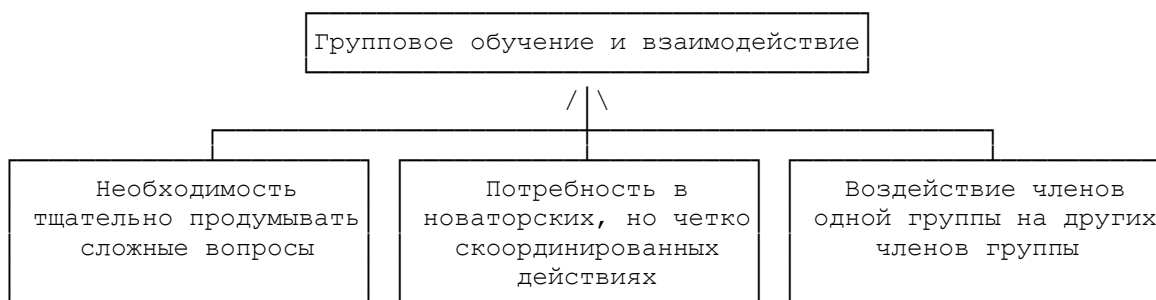 Групповое обучение и взаимодействие
Необходимость
тщательно продумывать
сложные вопросы
Потребность в
новаторских, но четко
скоординированных
действиях
Воздействие членов
одной группы на других
членов группы